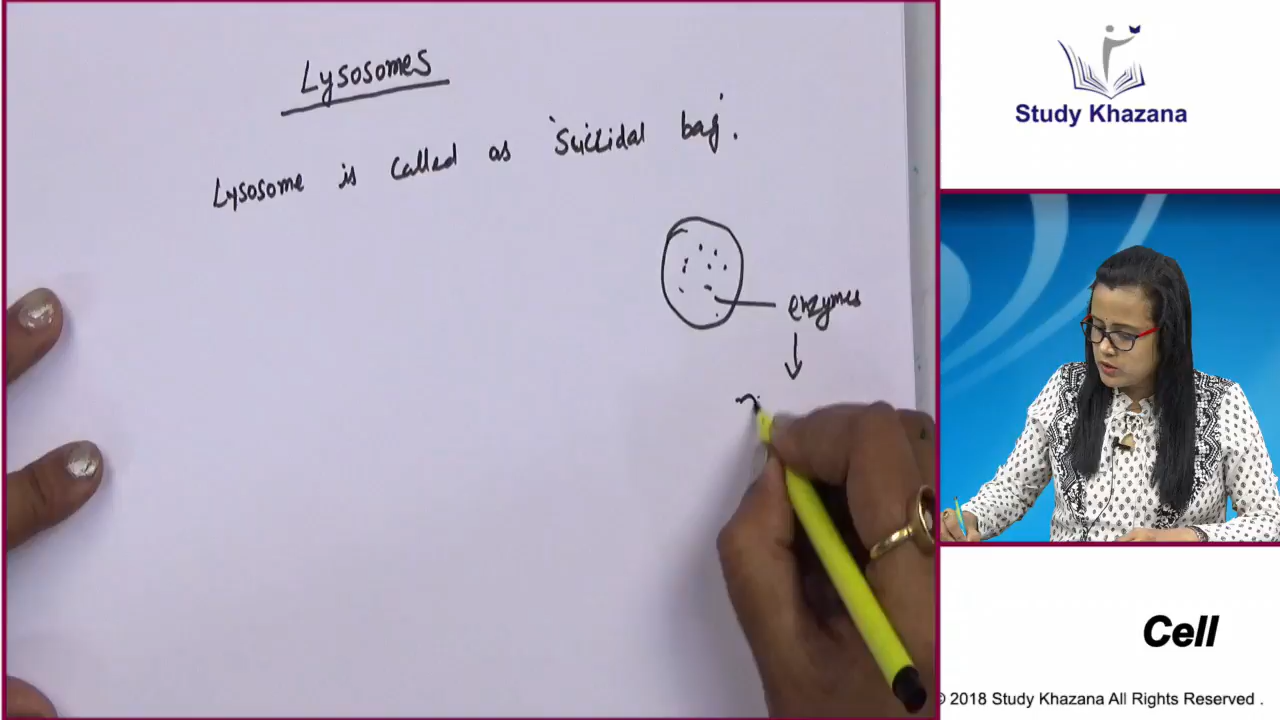 Lysosomes
Lysosome is called as 'Suicidal bag'.
enzymes
Study Khazana
Cell
© 2018 Study Khazana All Rights Reserved .